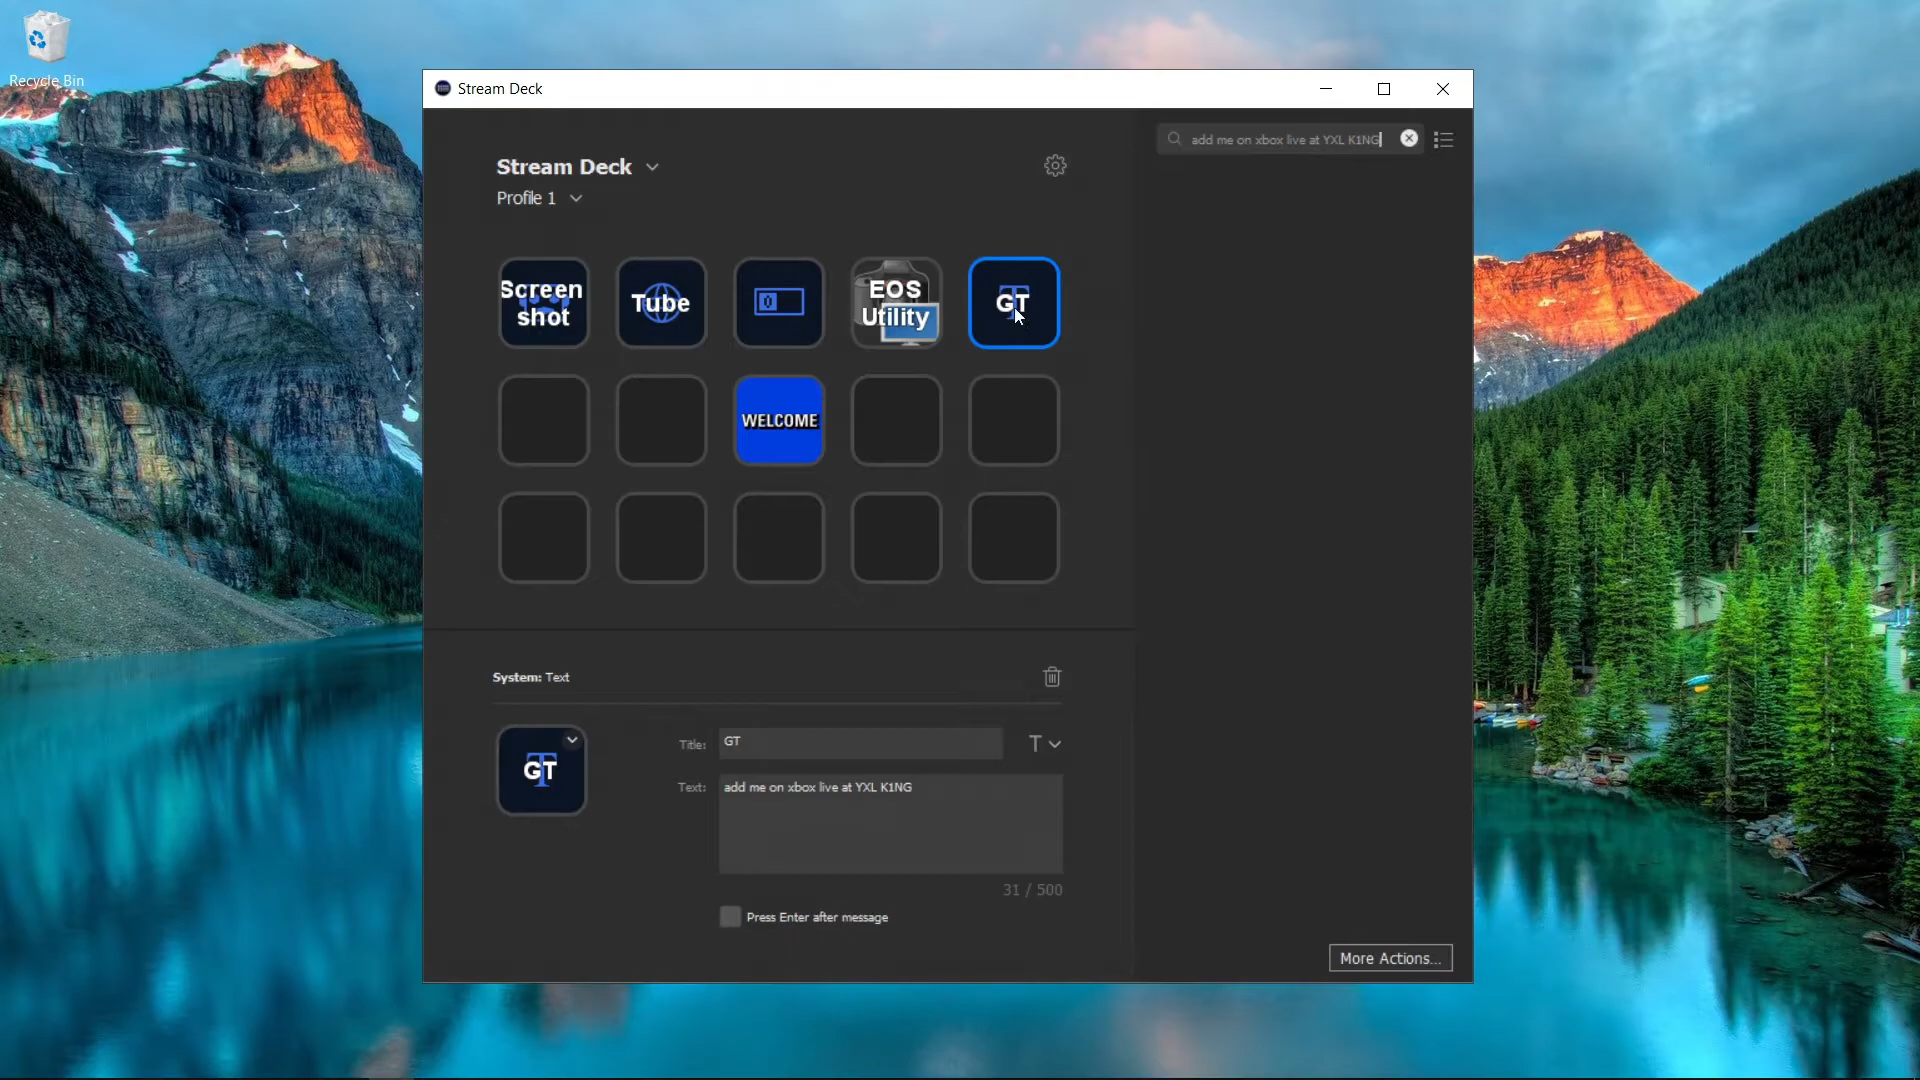 Recycle Bin
Stream Deck
add me on xbox live at YXL K1NG
Stream Deck
Profile 1
Screen
shot
Tube
0
EOS
Utility
GT
WELCOME
System: Text
GT
Title:
GT
T
Text:
add me on xbox live at YXL K1NG
31 / 500
Press Enter after message
More Actions...